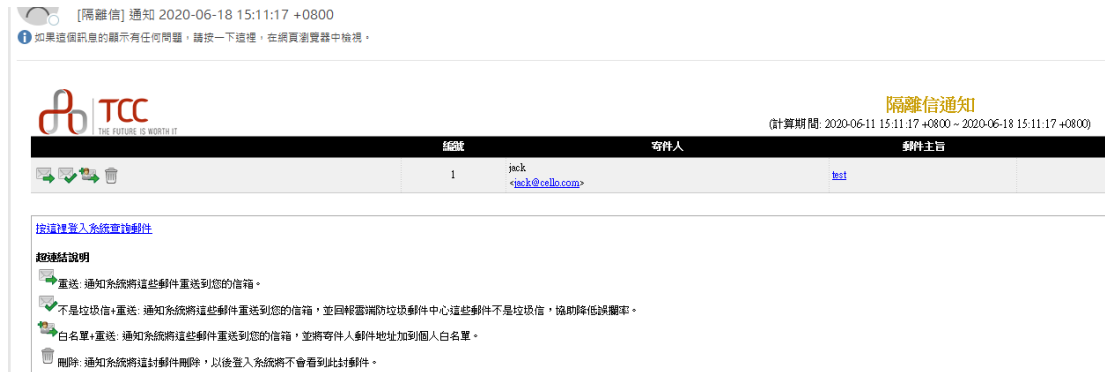 [隔離信] 通知 2020-06-18 15:11:17 +0800
如果這個訊息的顯示有任何問題，請按一下這裡，在網頁瀏覽器中檢視。
TCC
THE FUTURE IS WORTH IT
隔離信通知
(計算期間: 2020-06-11 15:11:17 +0800 ~ 2020-06-18 15:11:17 +0800)
編號 寄件人 郵件主旨
1 jack <jack@cello.com> test
按這裡登入系統查詢郵件
超連結說明
重送: 通知系統將這些郵件重送到您的信箱。
不是垃圾信+重送: 通知系統將這些郵件重送到您的信箱，並回報雲端防垃圾郵件中心這些郵件不是垃圾信，協助降低誤攔率。
白名單+重送: 通知系統將這些郵件重送到您的信箱，並將寄件人郵件地址加到個人白名單。
刪除: 通知系統將這封郵件刪除，以後登入系統將不會看到此封郵件。